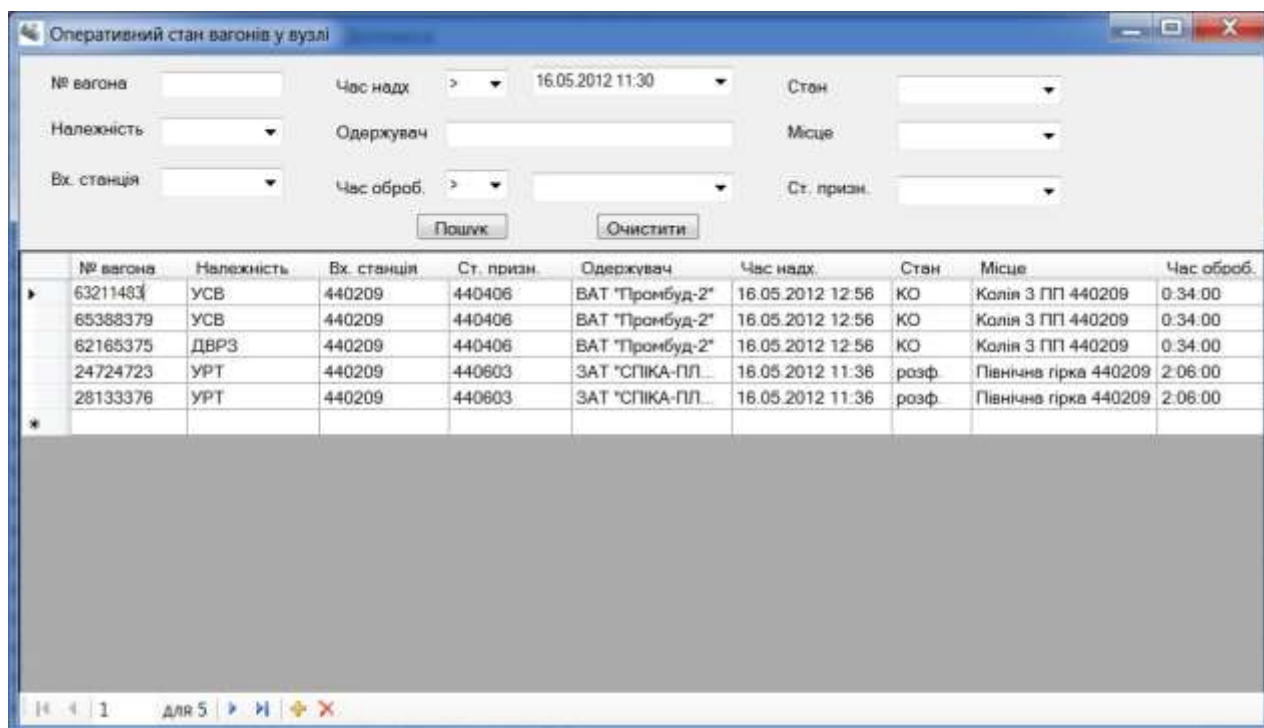 Оперативний стан вагонів у вузлі
№ вагона Час надх > 16.05.2012 11:30 Стан
Належність Одержувач Місце
Вх. станція Час оброб. > Ст. призн.
Пошук Очистити
№ вагона Належність Вх. станція Ст. призн. Одержувач Час надх. Стан Місце Час оброб.
63211483 УСВ 440209 440406 ВАТ "Промбуд-2" 16.05.2012 12:56 КО Колія 3 ПП 440209 0:34:00
65388379 УСВ 440209 440406 ВАТ "Промбуд-2" 16.05.2012 12:56 КО Колія 3 ПП 440209 0:34:00
62165375 ДВРЗ 440209 440406 ВАТ "Промбуд-2" 16.05.2012 12:56 КО Колія 3 ПП 440209 0:34:00
24724723 УРТ 440209 440603 ЗАТ "СПІКА-ПЛ... 16.05.2012 11:36 розф. Північна гірка 440209 2:06:00
28133376 УРТ 440209 440603 ЗАТ "СПІКА-ПЛ... 16.05.2012 11:36 розф. Північна гірка 440209 2:06:00
1 для 5